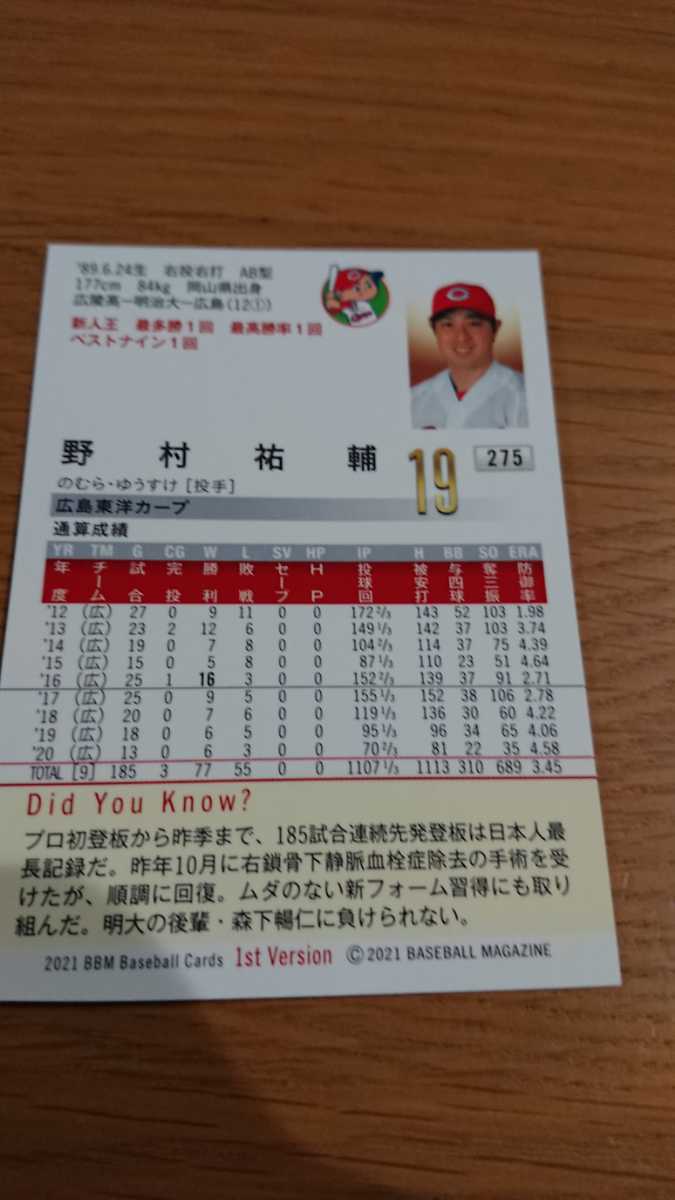 '89.6.24生 右投右打 AB型
177cm 84kg 岡山県出身
広陵高ー明治大ー広島(12①)
新人王 最多勝1回 最高勝率1回
ベストナイン1回
野村祐輔 19 275
のむら・ゆうすけ [投手]
広島東洋カープ
通算成績
YR TM G CG W L SV HP IP H BB SO ERA
年度 チーム 試合 完投 勝利 敗戦 セーブ HP 投球回 被安打 与四球 奪三振 防御率
'12 (広) 27 0 9 11 0 0 172 2/3 143 52 103 1.98
'13 (広) 23 2 12 6 0 0 149 1/3 142 37 103 3.74
'14 (広) 19 0 7 8 0 0 104 2/3 114 37 75 4.39
'15 (広) 15 0 5 8 0 0 87 1/3 110 23 51 4.64
'16 (広) 25 1 16 3 0 0 152 2/3 139 37 91 2.71
'17 (広) 25 0 9 5 0 0 155 1/3 152 38 106 2.78
'18 (広) 20 0 7 6 0 0 119 1/3 136 30 60 4.22
'19 (広) 18 0 6 5 0 0 95 1/3 96 34 65 4.06
'20 (広) 13 0 6 3 0 0 70 2/3 81 22 35 4.58
TOTAL [9] 185 3 77 55 0 0 1107 1/3 1113 310 689 3.45
Did You Know?
プロ初登板から昨季まで、185試合連続先発登板は日本人最
長記録だ。昨年10月に右鎖骨下静脈血栓症除去の手術を受
けたが、順調に回復。ムダのない新フォーム習得にも取り
組んだ。明大の後輩・森下暢仁に負けられない。
2021 BBM Baseball Cards 1st Version ©2021 BASEBALL MAGAZINE